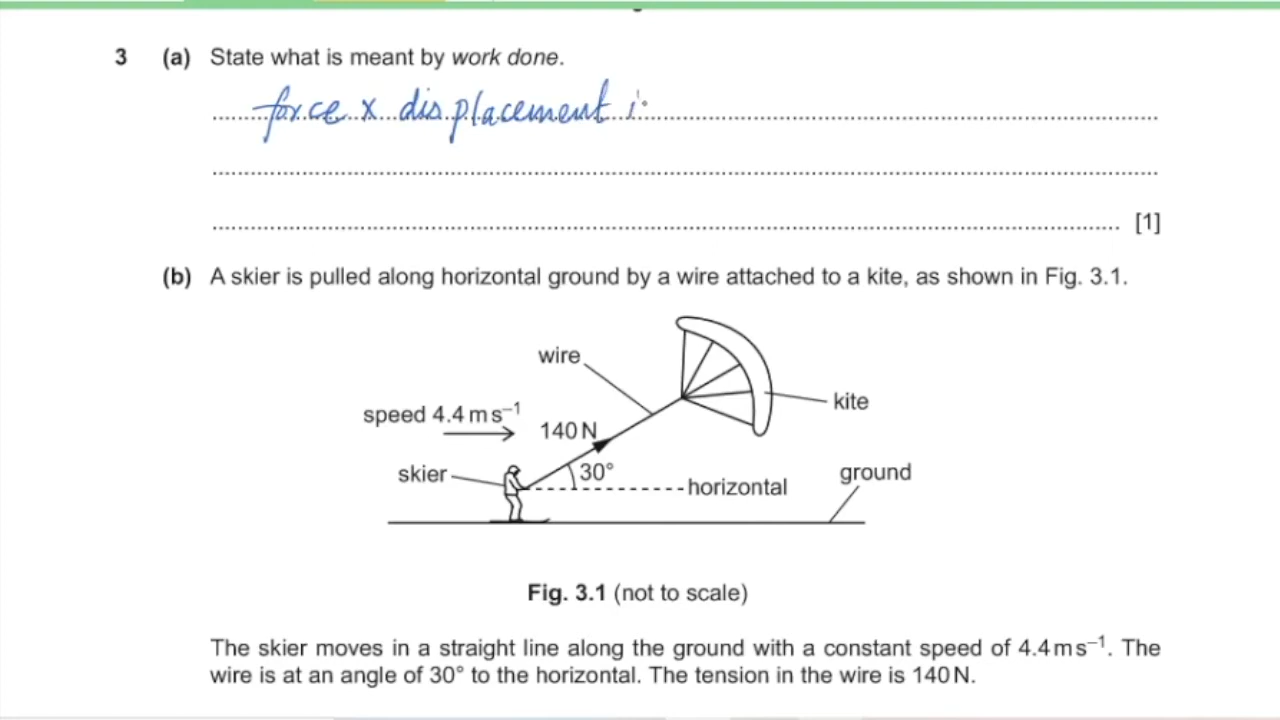 3 (a) State what is meant by work done.
force x displacement i
[1]
(b) A skier is pulled along horizontal ground by a wire attached to a kite, as shown in Fig. 3.1.
wire
kite
speed 4.4 m s⁻¹
140 N
skier
30°
horizontal
ground
Fig. 3.1 (not to scale)
The skier moves in a straight line along the ground with a constant speed of 4.4 m s⁻¹. The
wire is at an angle of 30° to the horizontal. The tension in the wire is 140 N.